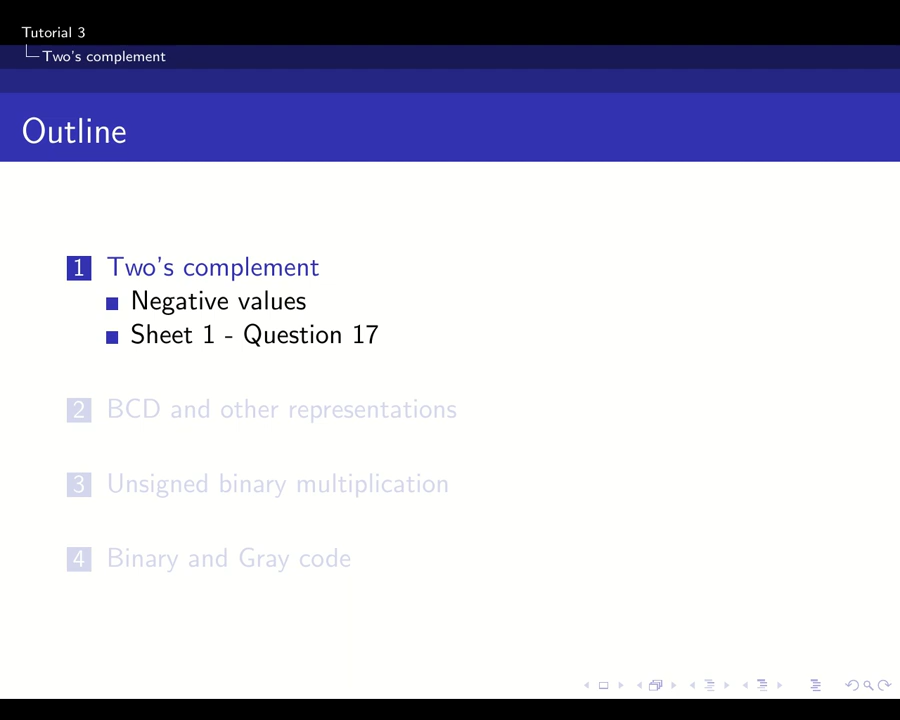 Tutorial 3
Two's complement
Outline
1 Two's complement
Negative values
Sheet 1 - Question 17
2 BCD and other representations
3 Unsigned binary multiplication
4 Binary and Gray code